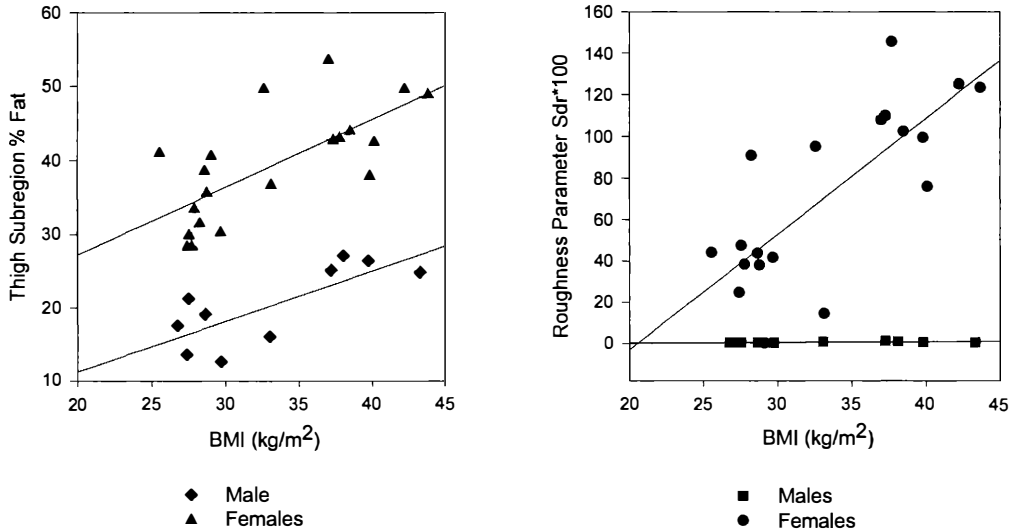 60
50
40
30
20
10
Thigh Subregion % Fat
20 25 30 35 40 45
BMI (kg/m²)
Male
Females
160
140
120
100
80
60
40
20
0
Roughness Parameter Sdr*100
20 25 30 35 40 45
BMI (kg/m²)
Males
Females